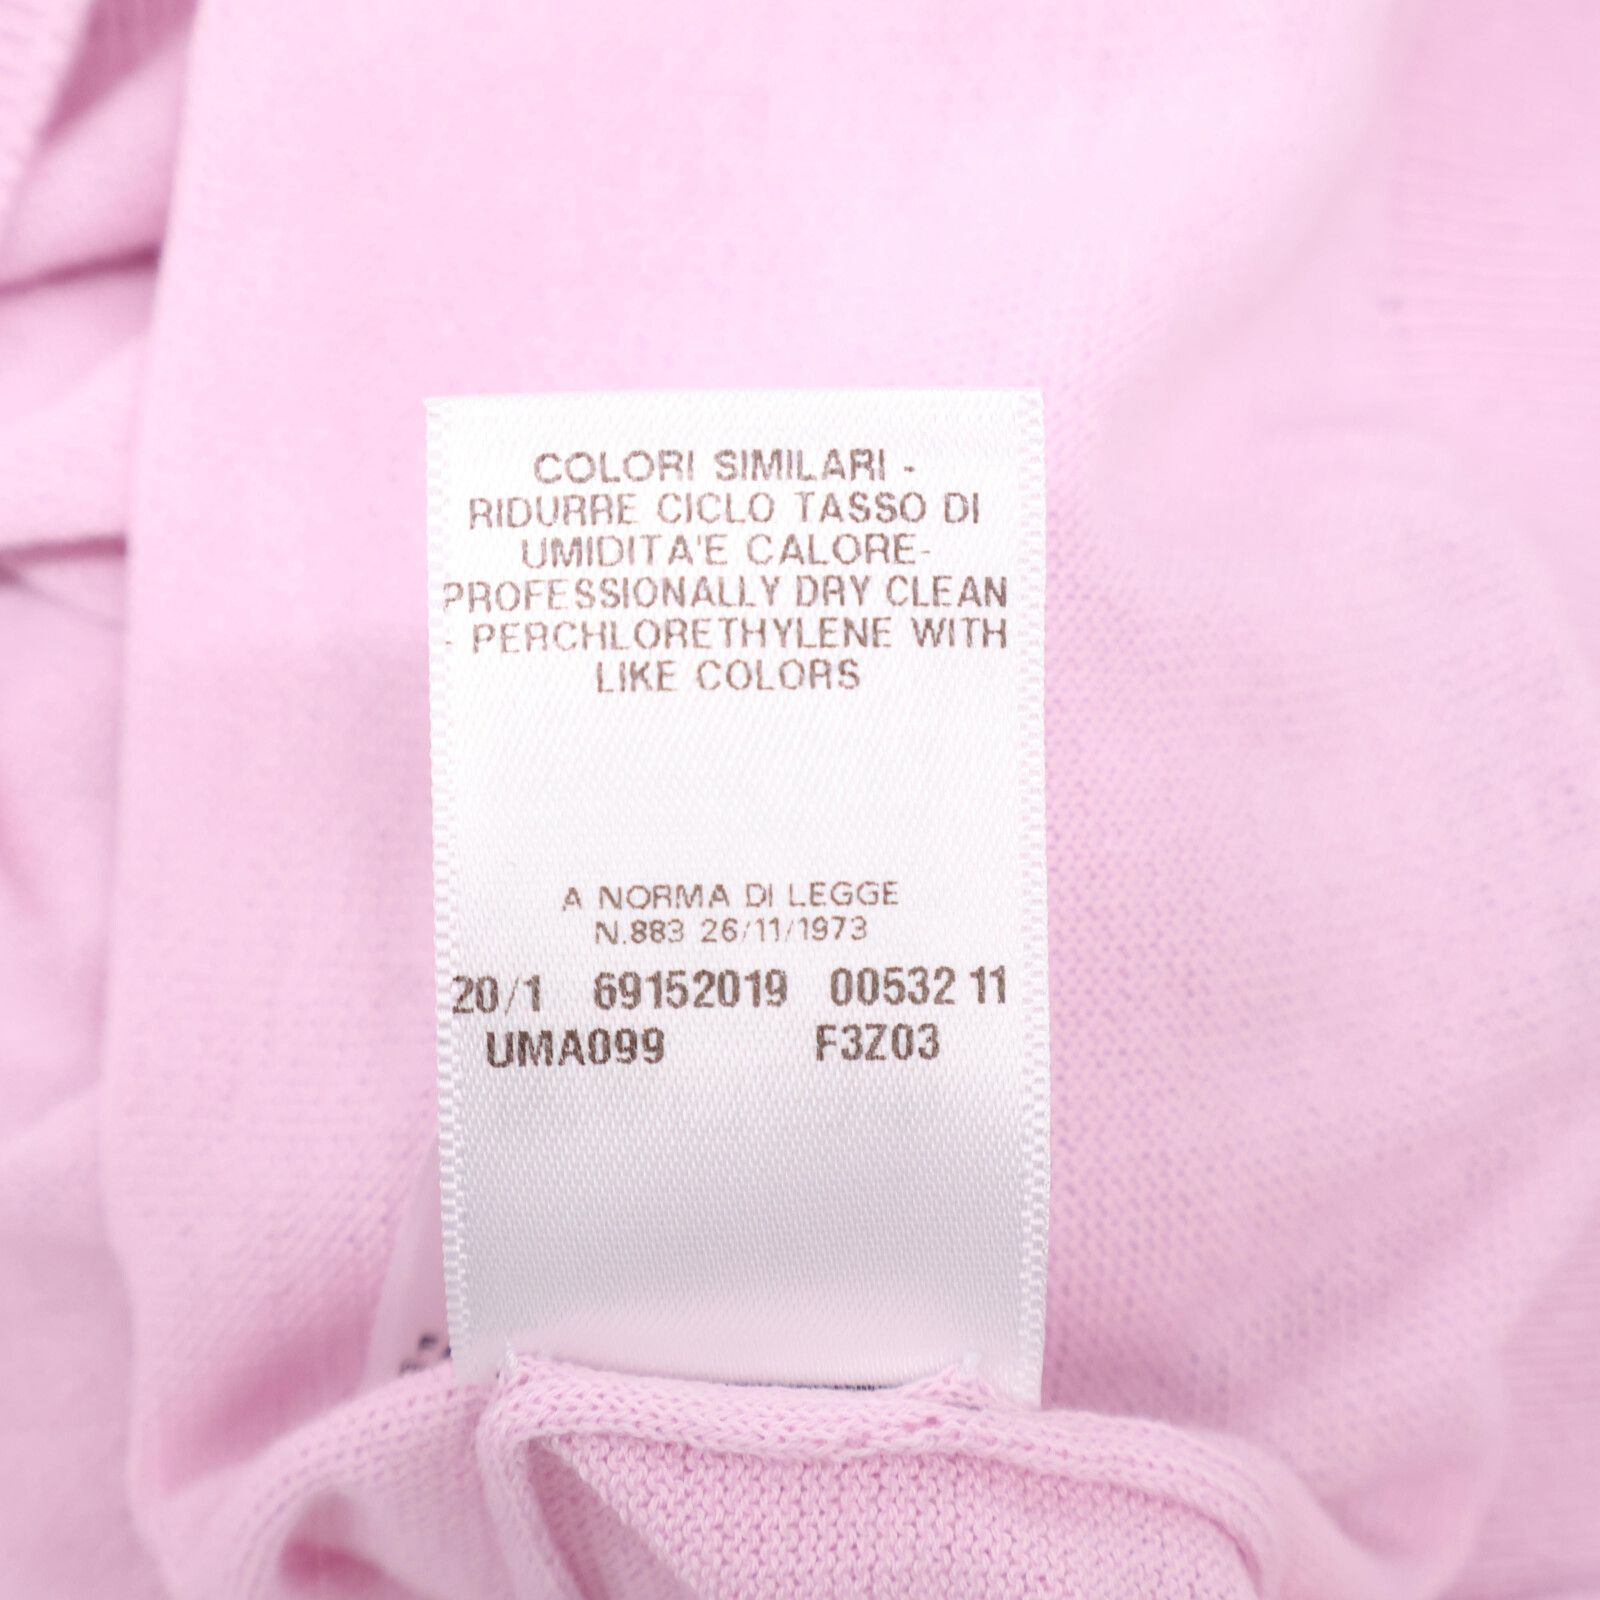 COLORI SIMILARI -
RIDURRE CICLO TASSO DI
UMIDITA'E CALORE-
PROFESSIONALLY DRY CLEAN
- PERCHLORETHYLENE WITH
LIKE COLORS
A NORMA DI LEGGE
N.883 26/11/1973
20/1 69152019 00532 11
UMA099 F3Z03